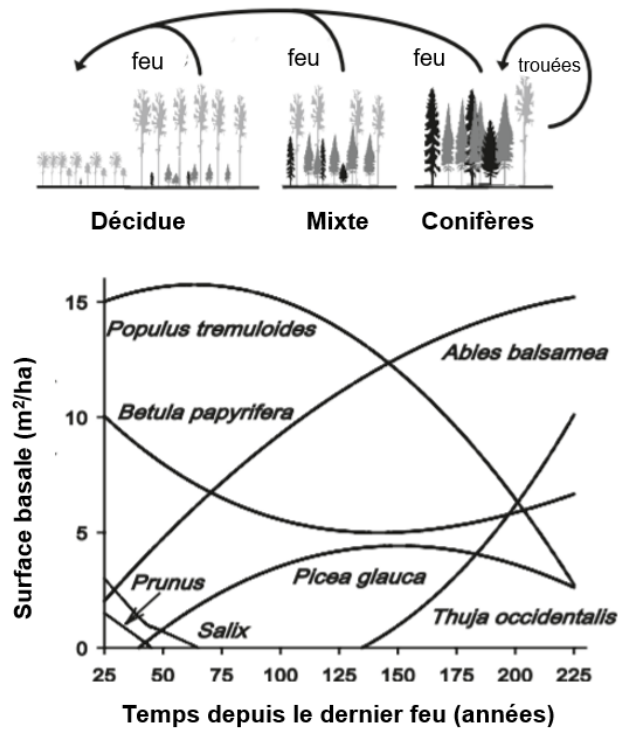 feu feu feu trouées
Décidue Mixte Conifères
Surface basale (m²/ha)
15
10
5
0
Populus tremuloides
Abies balsamea
Betula papyrifera
Prunus
Picea glauca
Salix
Thuja occidentalis
25 50 75 100 125 150 175 200 225
Temps depuis le dernier feu (années)